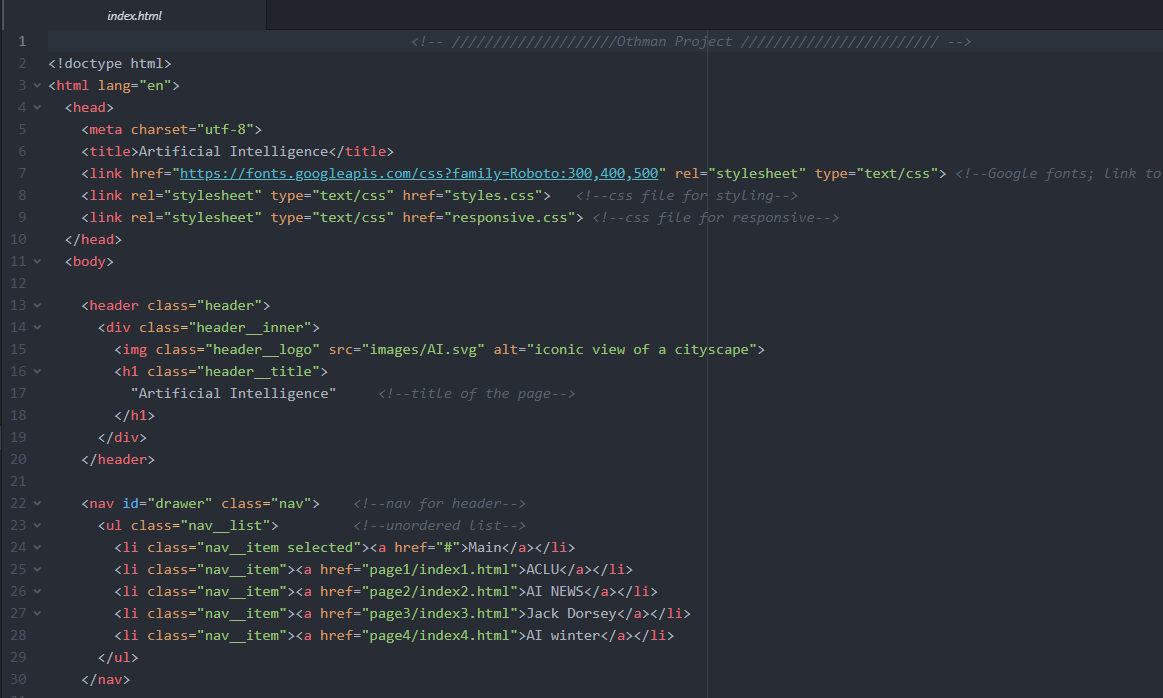 index.html
1 <!-- ////////////////////Othman Project //////////////////////// -->
2 <!doctype html>
3 <html lang="en">
4 <head>
5 <meta charset="utf-8">
6 <title>Artificial Intelligence</title>
7 <link href="https://fonts.googleapis.com/css?family=Roboto:300,400,500" rel="stylesheet" type="text/css"> <!--Google fonts; link to
8 <link rel="stylesheet" type="text/css" href="styles.css"> <!--css file for styling-->
9 <link rel="stylesheet" type="text/css" href="responsive.css"> <!--css file for responsive-->
10 </head>
11 <body>
12
13 <header class="header">
14 <div class="header__inner">
15 <img class="header__logo" src="images/AI.svg" alt="iconic view of a cityscape">
16 <h1 class="header__title">
17 "Artificial Intelligence" <!--title of the page-->
18 </h1>
19 </div>
20 </header>
21
22 <nav id="drawer" class="nav"> <!--nav for header-->
23 <ul class="nav__list"> <!--unordered list-->
24 <li class="nav__item selected"><a href="#">Main</a></li>
25 <li class="nav__item"><a href="page1/index1.html">ACLU</a></li>
26 <li class="nav__item"><a href="page2/index2.html">AI NEWS</a></li>
27 <li class="nav__item"><a href="page3/index3.html">Jack Dorsey</a></li>
28 <li class="nav__item"><a href="page4/index4.html">AI winter</a></li>
29 </ul>
30 </nav>